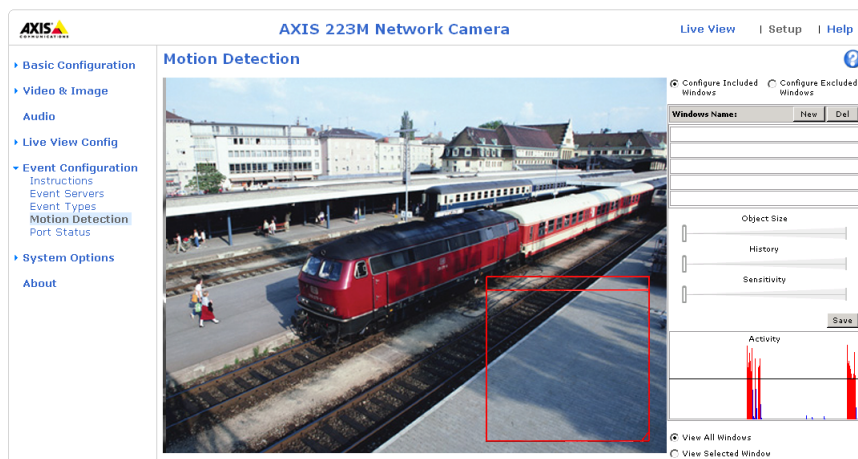 AXIS
COMMUNICATIONS
AXIS 223M Network Camera
Live View | Setup | Help
Basic Configuration
Video & Image
Audio
Live View Config
Event Configuration
Instructions
Event Servers
Event Types
Motion Detection
Port Status
System Options
About
Motion Detection
?
Configure Included Windows
Configure Excluded Windows
Windows Name: New Del
Object Size
History
Sensitivity
Save
Activity
View All Windows
View Selected Window